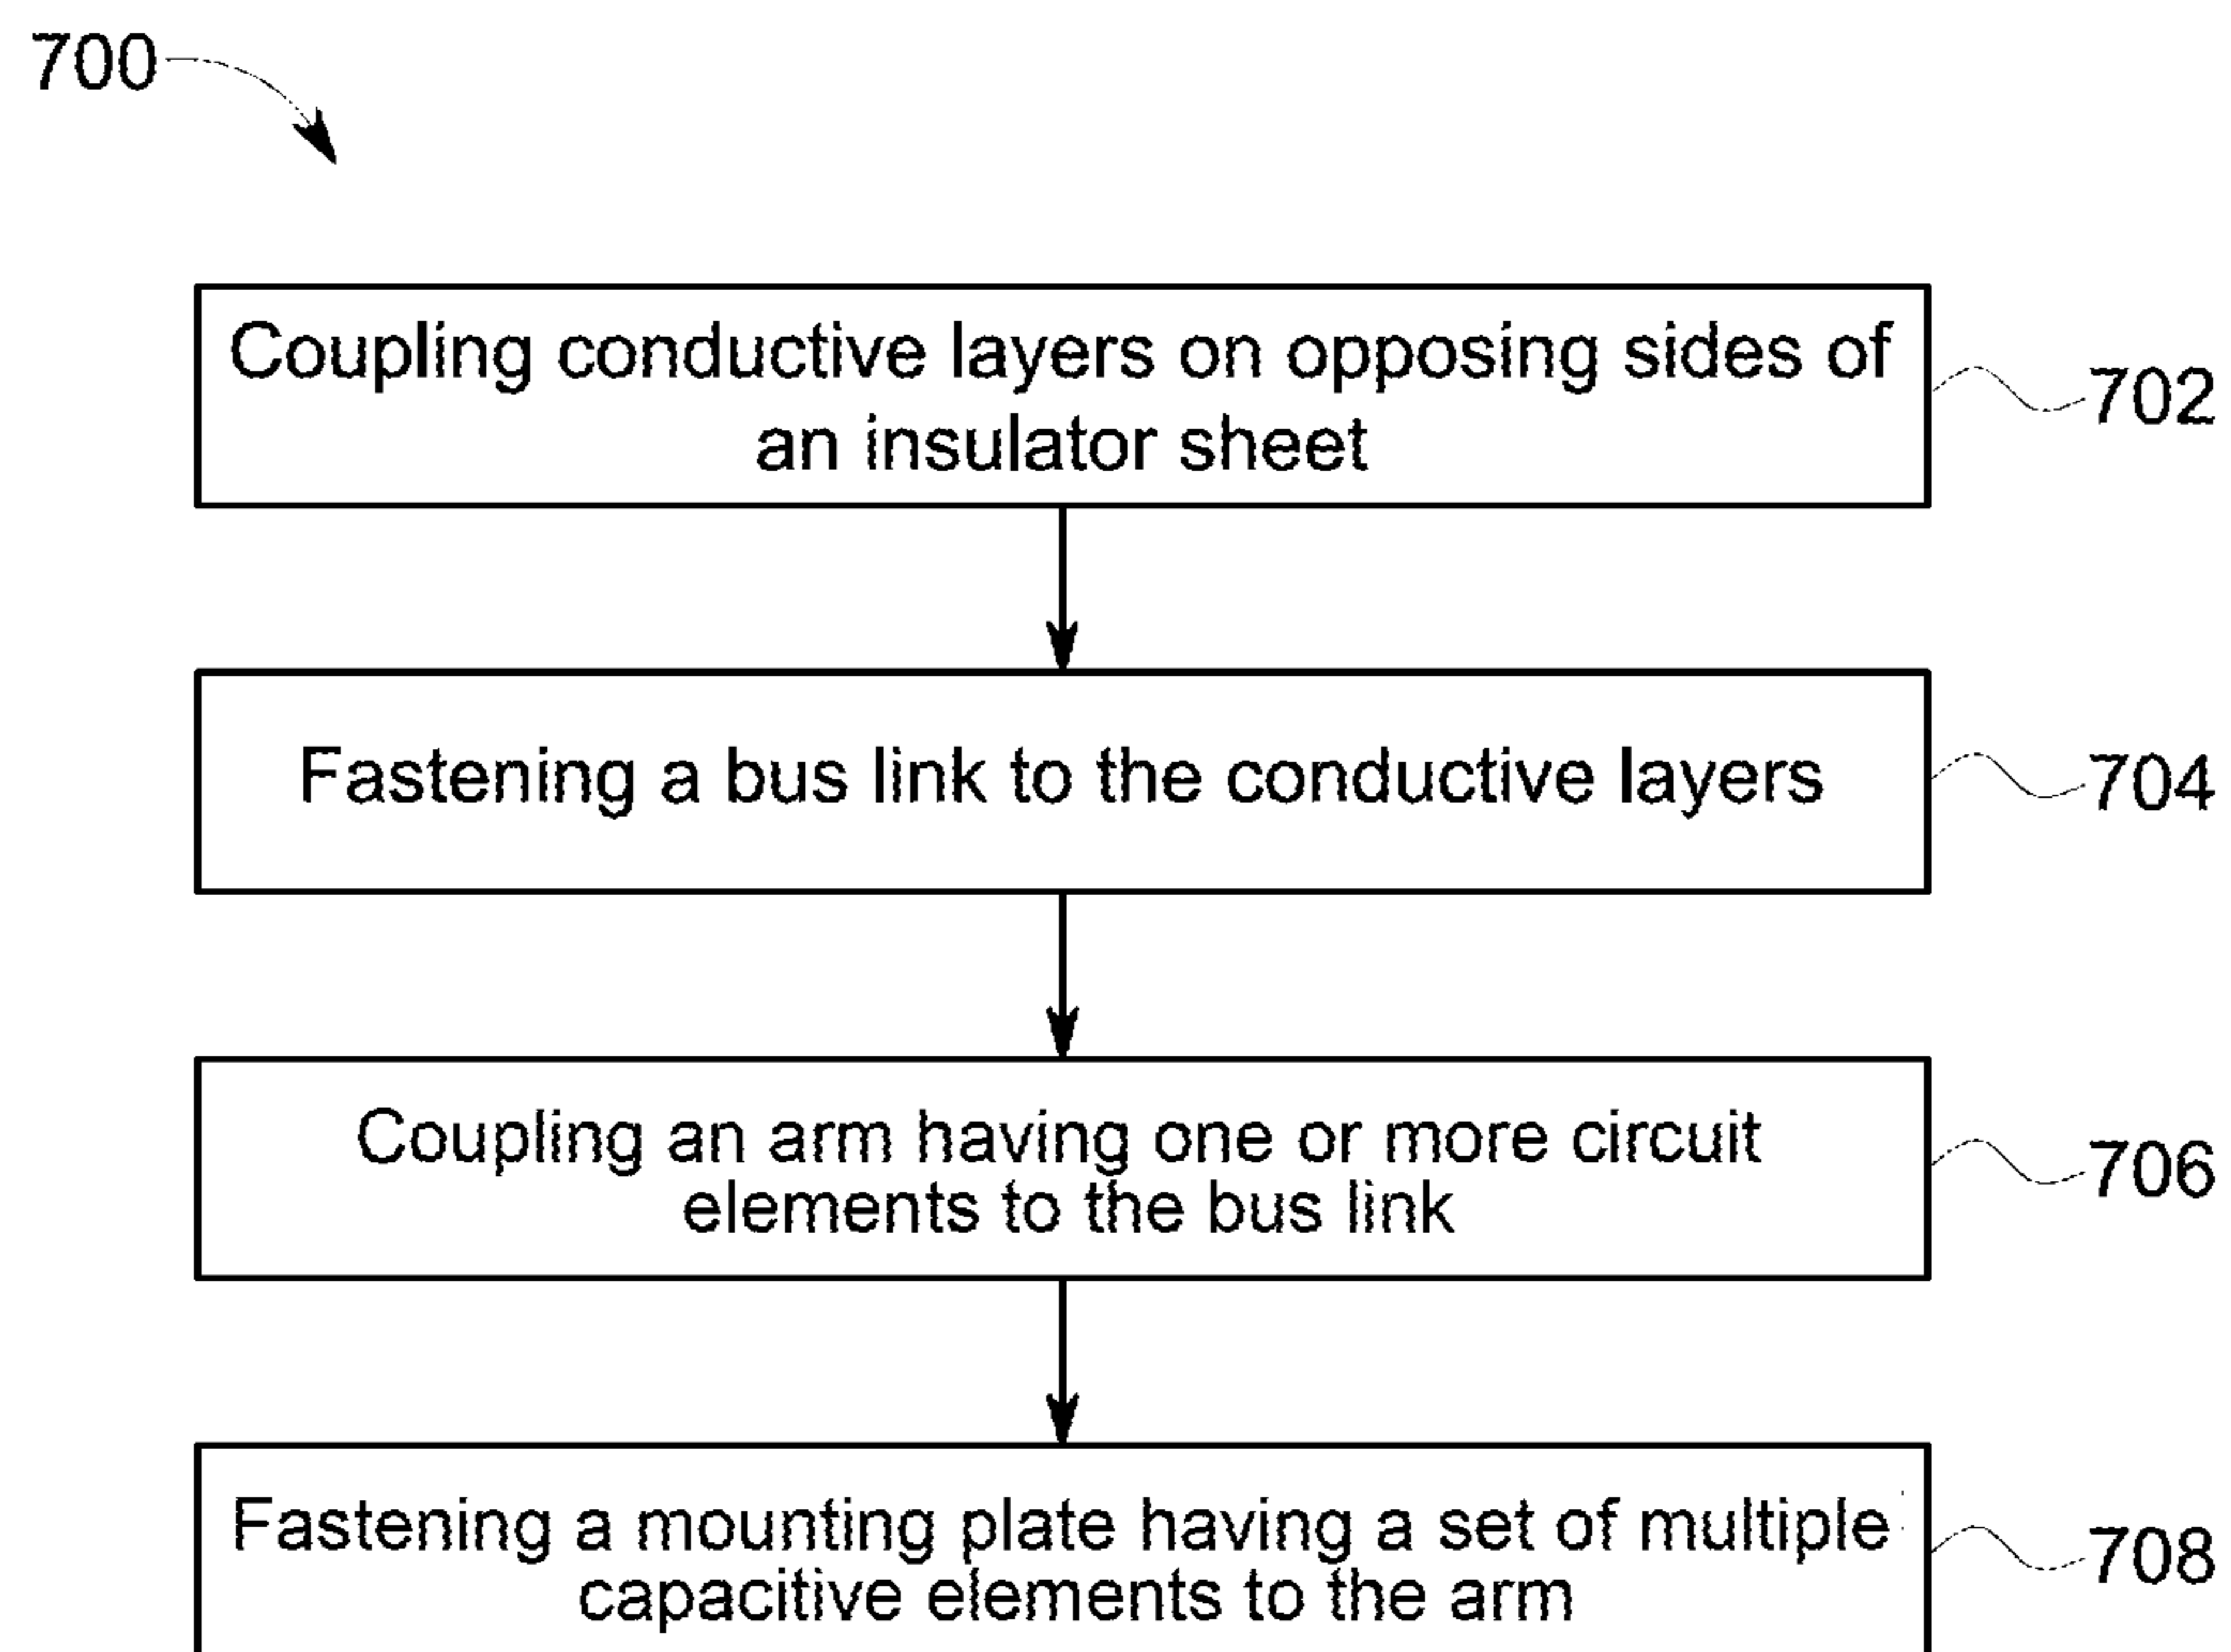 700
Coupling conductive layers on opposing sides of
an insulator sheet
702
Fastening a bus link to the conductive layers
704
Coupling an arm having one or more circuit
elements to the bus link
706
Fastening a mounting plate having a set of multiple
capacitive elements to the arm
708